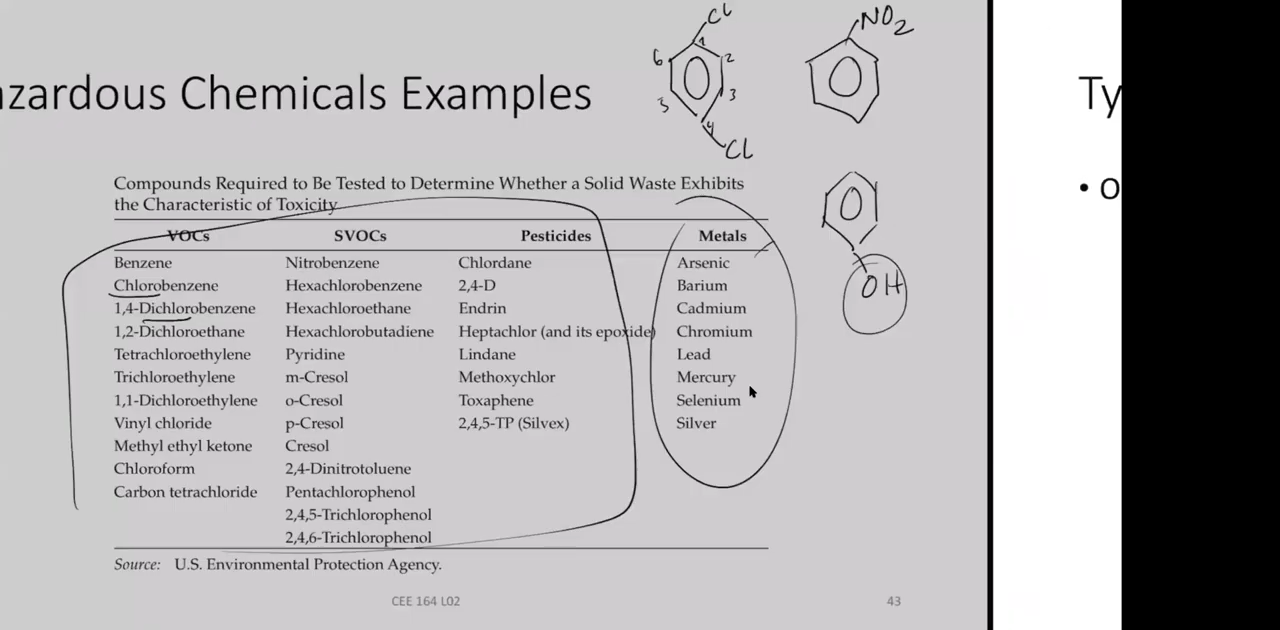 Cl
NO2
1
6
2
3
3
4
Cl
OH
azardous Chemicals Examples
Ty
• O
Compounds Required to Be Tested to Determine Whether a Solid Waste Exhibits
the Characteristic of Toxicity
VOCs SVOCs Pesticides Metals
Benzene Nitrobenzene Chlordane Arsenic
Chlorobenzene Hexachlorobenzene 2,4-D Barium
1,4-Dichlorobenzene Hexachloroethane Endrin Cadmium
1,2-Dichloroethane Hexachlorobutadiene Heptachlor (and its epoxide) Chromium
Tetrachloroethylene Pyridine Lindane Lead
Trichloroethylene m-Cresol Methoxychlor Mercury
1,1-Dichloroethylene o-Cresol Toxaphene Selenium
Vinyl chloride p-Cresol 2,4,5-TP (Silvex) Silver
Methyl ethyl ketone Cresol
Chloroform 2,4-Dinitrotoluene
Carbon tetrachloride Pentachlorophenol
2,4,5-Trichlorophenol
2,4,6-Trichlorophenol
Source: U.S. Environmental Protection Agency.
CEE 164 L02 43